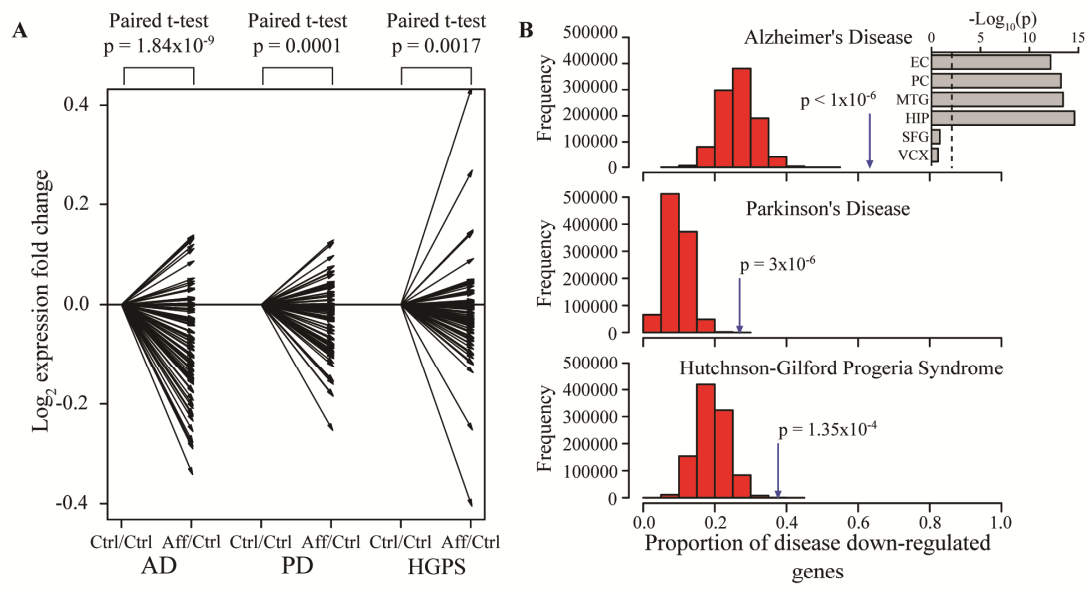 A
Paired t-test Paired t-test Paired t-test
p = 1.84x10-9 p = 0.0001 p = 0.0017
Log2 expression fold change
0.4
0.2
0.0
-0.2
-0.4
Ctrl/Ctrl Aff/Ctrl Ctrl/Ctrl Aff/Ctrl Ctrl/Ctrl Aff/Ctrl
AD PD HGPS
B
Alzheimer's Disease
Frequency
500000
400000
300000
200000
100000
0
p < 1x10-6
-Log10(p)
0 5 10 15
EC
PC
MTG
HIP
SFG
VCX
Parkinson's Disease
Frequency
500000
400000
300000
200000
100000
0
p = 3x10-6
Hutchnson-Gilford Progeria Syndrome
Frequency
500000
400000
300000
200000
100000
0
p = 1.35x10-4
0.0 0.2 0.4 0.6 0.8 1.0
Proportion of disease down-regulated
genes